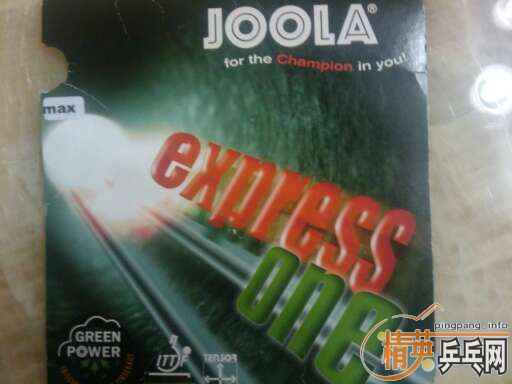 JOOLA®
for the Champion in you!
max
express
one
GREEN
POWER
ITTF
TENSOR
pingpang.info
精英乒乓网